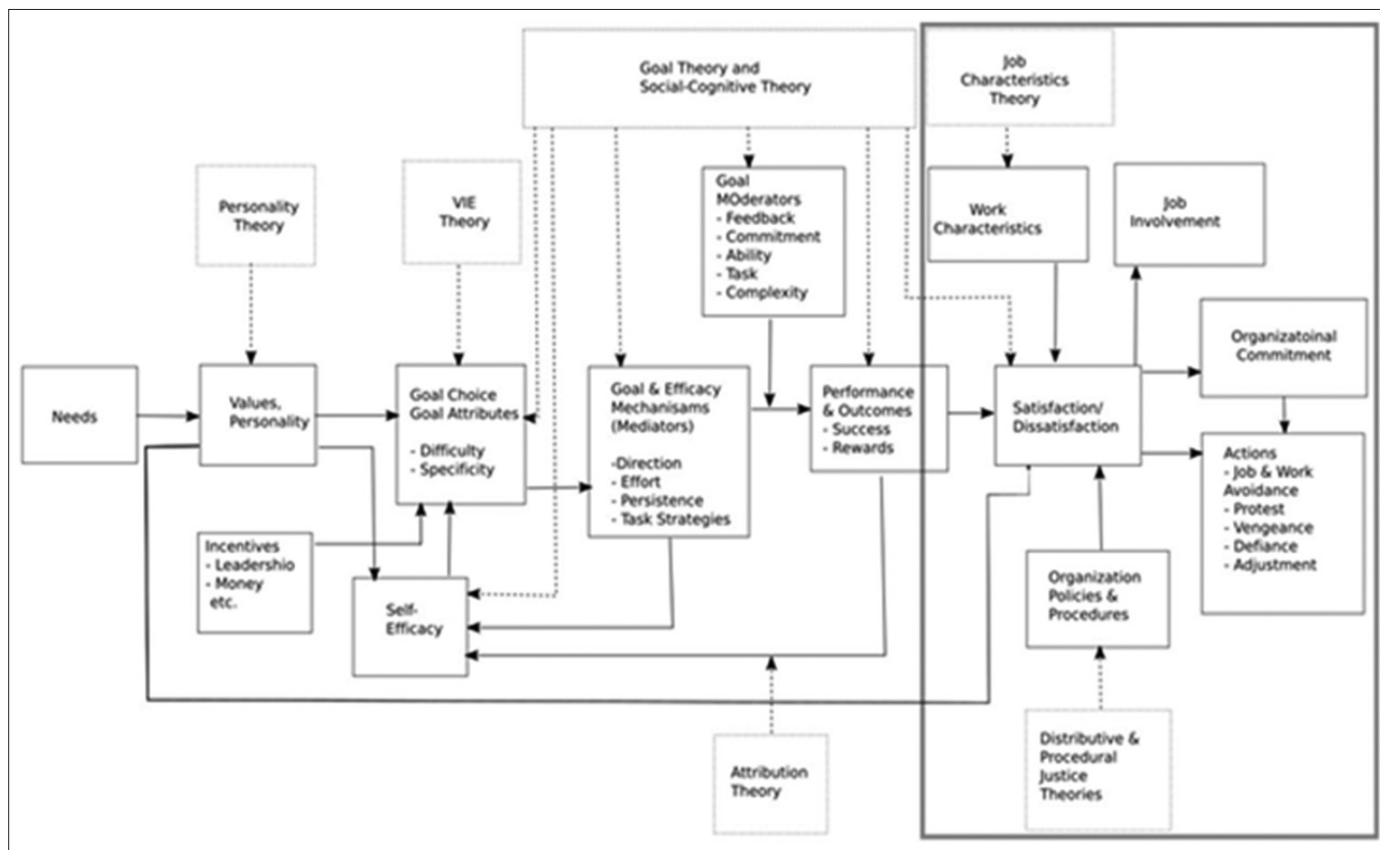 Goal Theory and
Social-Cognitive Theory
Job
Characteristics
Theory
Personality
Theory
VIE
Theory
Goal
MOderators
- Feedback
- Commitment
- Ability
- Task
- Complexity
Work
Characteristics
Job
Involvement
Needs
Values,
Personality
Goal Choice
Goal Attributes
- Difficulty
- Specificity
Goal & Efficacy
Mechanisams
(Mediators)
-Direction
- Effort
- Persistence
- Task Strategies
Performance
& Outcomes
- Success
- Rewards
Satisfaction/
Dissatisfaction
Organizatoinal
Commitment
Actions
- Job & Work
Avoidance
- Protest
- Vengeance
- Defiance
- Adjustment
Incentives
- Leadershio
- Money
etc.
Self-
Efficacy
Organization
Policies &
Procedures
Attribution
Theory
Distributive &
Procedural
Justice
Theories